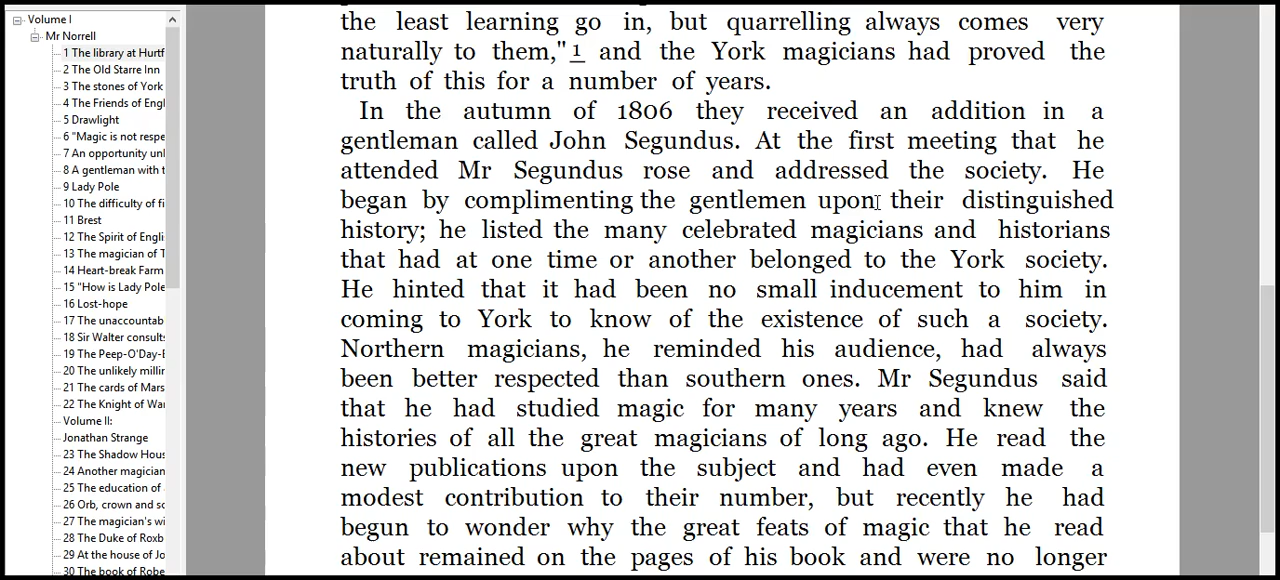 Volume I
Mr Norrell
1 The library at Hurtf
2 The Old Starre Inn
3 The stones of York
4 The Friends of Engl
5 Drawlight
6 "Magic is not respe
7 An opportunity unl
8 A gentleman with t
9 Lady Pole
10 The difficulty of fi
11 Brest
12 The Spirit of Engli
13 The magician of T
14 Heart-break Farm
15 "How is Lady Pole
16 Lost-hope
17 The unaccountab
18 Sir Walter consult
19 The Peep-O'Day-B
20 The unlikely millin
21 The cards of Mars
22 The Knight of War
Volume II:
Jonathan Strange
23 The Shadow Hous
24 Another magician
25 The education of
26 Orb, crown and sc
27 The magician's wi
28 The Duke of Roxb
29 At the house of Jo
30 The book of Robe
the least learning go in, but quarrelling always comes very
naturally to them," 1 and the York magicians had proved the
truth of this for a number of years.
In the autumn of 1806 they received an addition in a
gentleman called John Segundus. At the first meeting that he
attended Mr Segundus rose and addressed the society. He
began by complimenting the gentlemen upon their distinguished
history; he listed the many celebrated magicians and historians
that had at one time or another belonged to the York society.
He hinted that it had been no small inducement to him in
coming to York to know of the existence of such a society.
Northern magicians, he reminded his audience, had always
been better respected than southern ones. Mr Segundus said
that he had studied magic for many years and knew the
histories of all the great magicians of long ago. He read the
new publications upon the subject and had even made a
modest contribution to their number, but recently he had
begun to wonder why the great feats of magic that he read
about remained on the pages of his book and were no longer